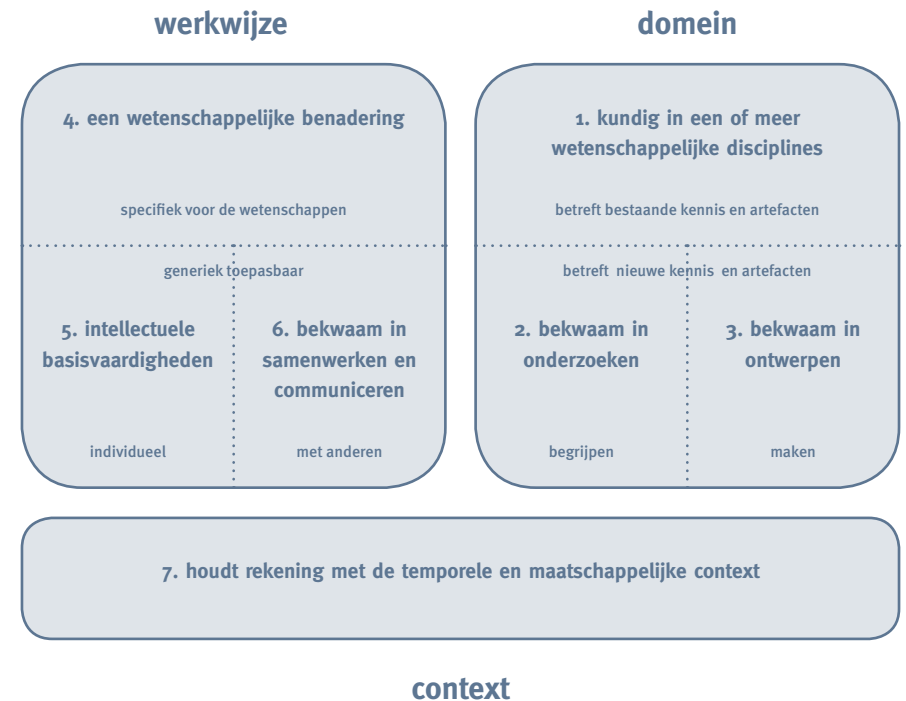 werkwijze
4. een wetenschappelijke benadering
specifiek voor de wetenschappen
generiek toepasbaar
5. intellectuele
basisvaardigheden
individueel
6. bekwaam in
samenwerken en
communiceren
met anderen
domein
1. kundig in een of meer
wetenschappelijke disciplines
betreft bestaande kennis en artefacten
betreft nieuwe kennis en artefacten
2. bekwaam in
onderzoeken
begrijpen
3. bekwaam in
ontwerpen
maken
7. houdt rekening met de temporele en maatschappelijke context
context